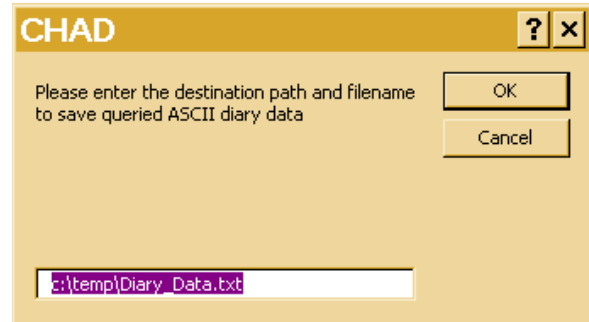 CHAD
? ×
Please enter the destination path and filename
to save queried ASCII diary data
OK
Cancel
c:\temp\Diary_Data.txt